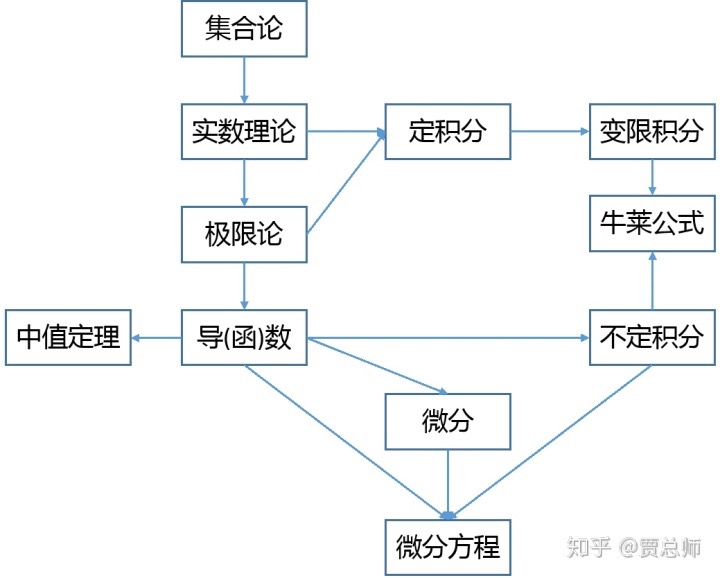 集合论
实数理论
定积分
变限积分
极限论
牛莱公式
中值定理
导(函)数
不定积分
微分
微分方程
知乎 @贾总师